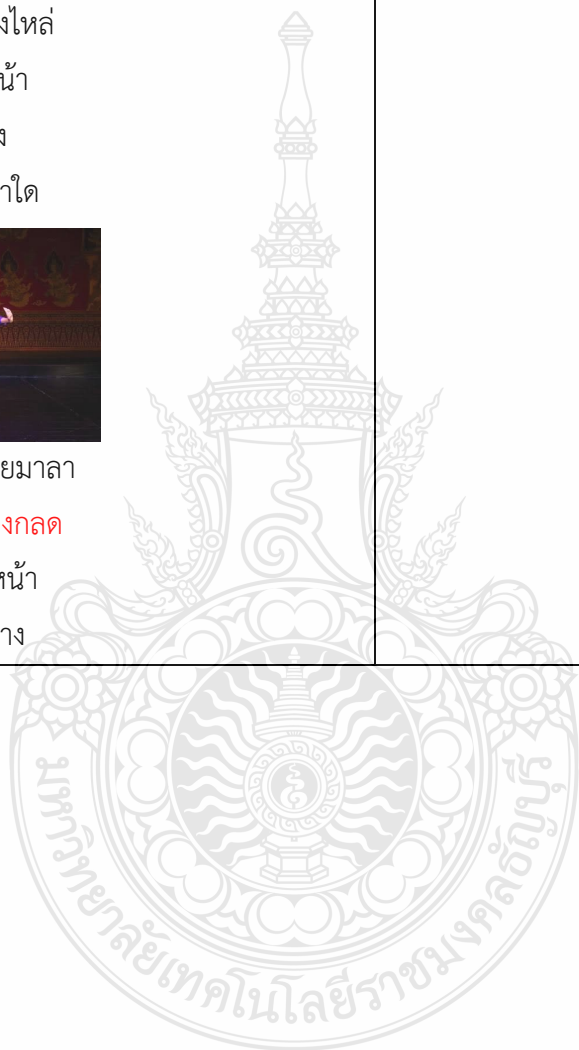 งไหล่
น้า
ง
าใด
ยมาลา
งกลด
หน้า
าง
มหาวิทยาลัยเทคโนโลยีราชมงคลธัญบุรี